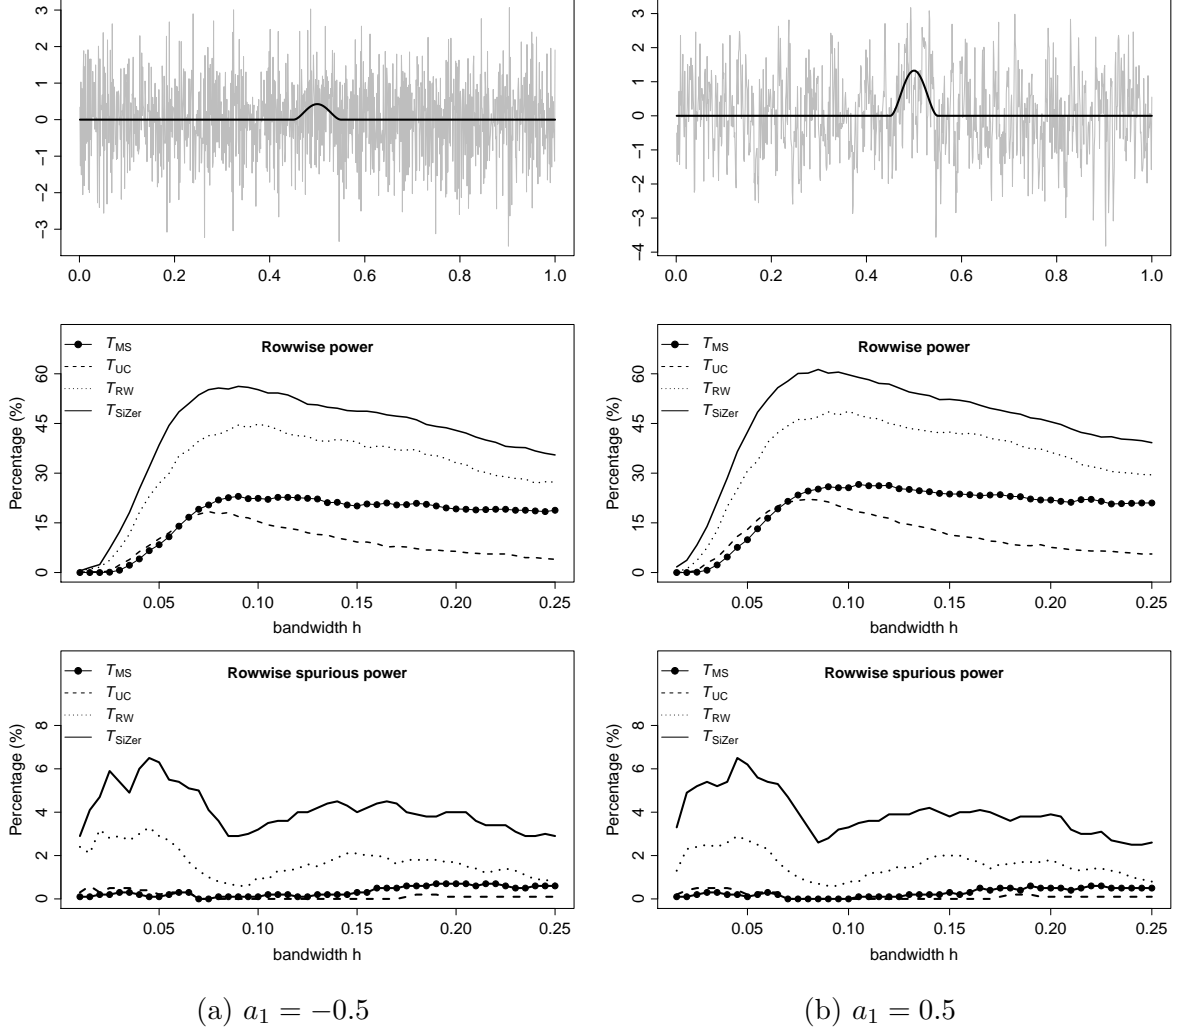 3
2
1
0
-1
-2
-3
0.0 0.2 0.4 0.6 0.8 1.0
3
2
1
0
-1
-2
-3
-4
0.0 0.2 0.4 0.6 0.8 1.0
Rowwise power
T_MS
T_UC
T_RW
T_SiZer
Percentage (%)
60
45
30
15
0
0.05 0.10 0.15 0.20 0.25
bandwidth h
Rowwise power
T_MS
T_UC
T_RW
T_SiZer
Percentage (%)
60
45
30
15
0
0.05 0.10 0.15 0.20 0.25
bandwidth h
Rowwise spurious power
T_MS
T_UC
T_RW
T_SiZer
Percentage (%)
8
6
4
2
0
0.05 0.10 0.15 0.20 0.25
bandwidth h
Rowwise spurious power
T_MS
T_UC
T_RW
T_SiZer
Percentage (%)
8
6
4
2
0
0.05 0.10 0.15 0.20 0.25
bandwidth h
(a) a₁ = −0.5
(b) a₁ = 0.5